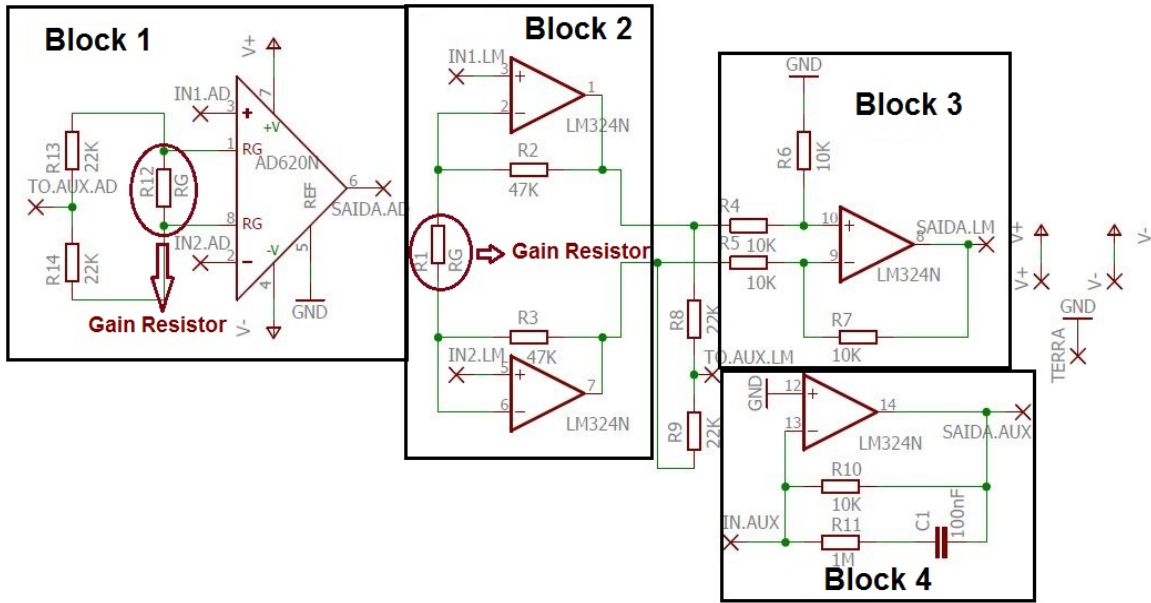 Block 1
V+
IN1.AD
3
7
+
+V
1
RG
AD620N
R13
22K
R12
RG
TO.AUX.AD
REF
6
SAIDA.AD
8
RG
IN2.AD
2
-V
5
4
R14
22K
GND
V-
Gain Resistor
Block 2
IN1.LM
3
+
1
2
LM324N
R2
47K
R1
RG
Gain Resistor
R3
47K
IN2.LM
5
+
7
6
LM324N
Block 3
GND
R6
10K
R4
10K
10
+
SAIDA.LM
8
R5
10K
9
LM324N
R7
10K
R8
22K
TO.AUX.LM
R9
22K
V+
V+
V-
V-
GND
TERRA
GND
12
+
14
13
SAIDA.AUX
LM324N
R10
10K
IN.AUX
R11
1M
C1
100nF
Block 4